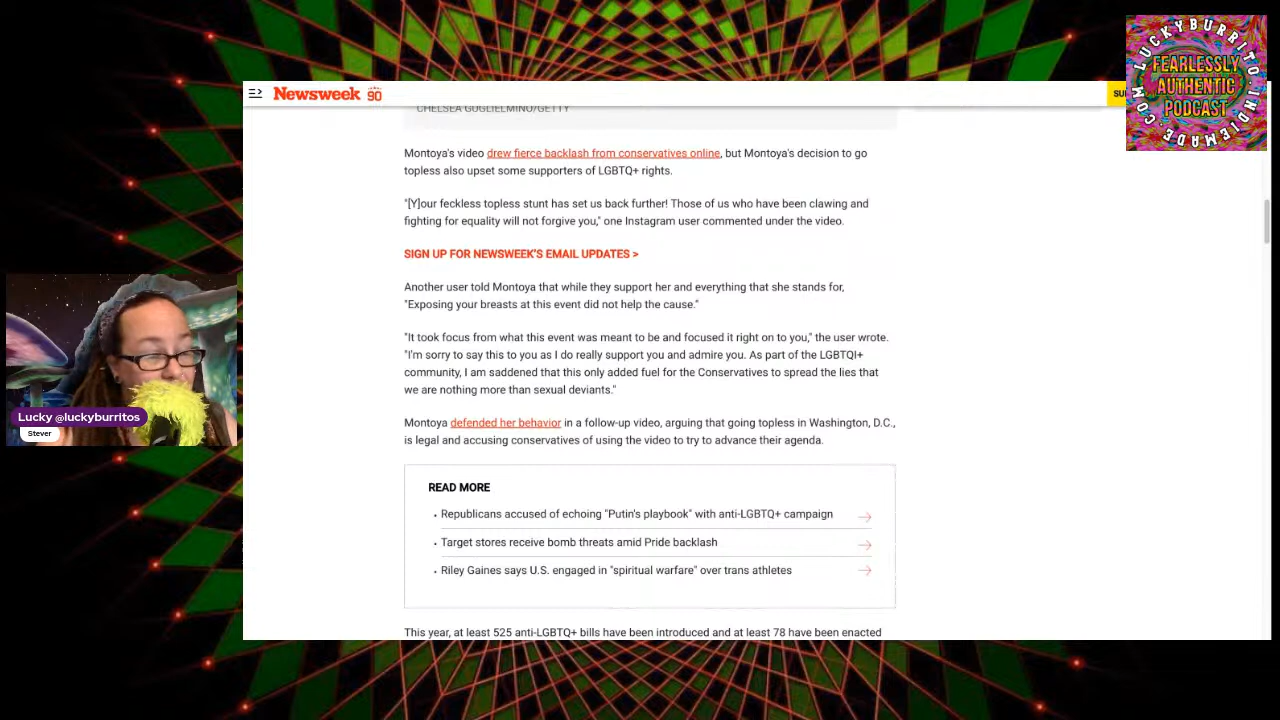 Newsweek 90
SU
LUCKYBURRITO.INDIEMADE.COM
FEARLESSLY
AUTHENTIC
PODCAST
CHELSEA GUGLIELMINO/GETTY
Montoya's video drew fierce backlash from conservatives online, but Montoya's decision to go
topless also upset some supporters of LGBTQ+ rights.
"[Y]our feckless topless stunt has set us back further! Those of us who have been clawing and
fighting for equality will not forgive you," one Instagram user commented under the video.
SIGN UP FOR NEWSWEEK'S EMAIL UPDATES >
Another user told Montoya that while they support her and everything that she stands for,
"Exposing your breasts at this event did not help the cause."
"It took focus from what this event was meant to be and focused it right on to you," the user wrote.
"I'm sorry to say this to you as I do really support you and admire you. As part of the LGBTQI+
community, I am saddened that this only added fuel for the Conservatives to spread the lies that
we are nothing more than sexual deviants."
Montoya defended her behavior in a follow-up video, arguing that going topless in Washington, D.C.,
is legal and accusing conservatives of using the video to try to advance their agenda.
READ MORE
• Republicans accused of echoing "Putin's playbook" with anti-LGBTQ+ campaign
• Target stores receive bomb threats amid Pride backlash
• Riley Gaines says U.S. engaged in "spiritual warfare" over trans athletes
This year, at least 525 anti-LGBTQ+ bills have been introduced and at least 78 have been enacted
Lucky @luckyburritos
Stever